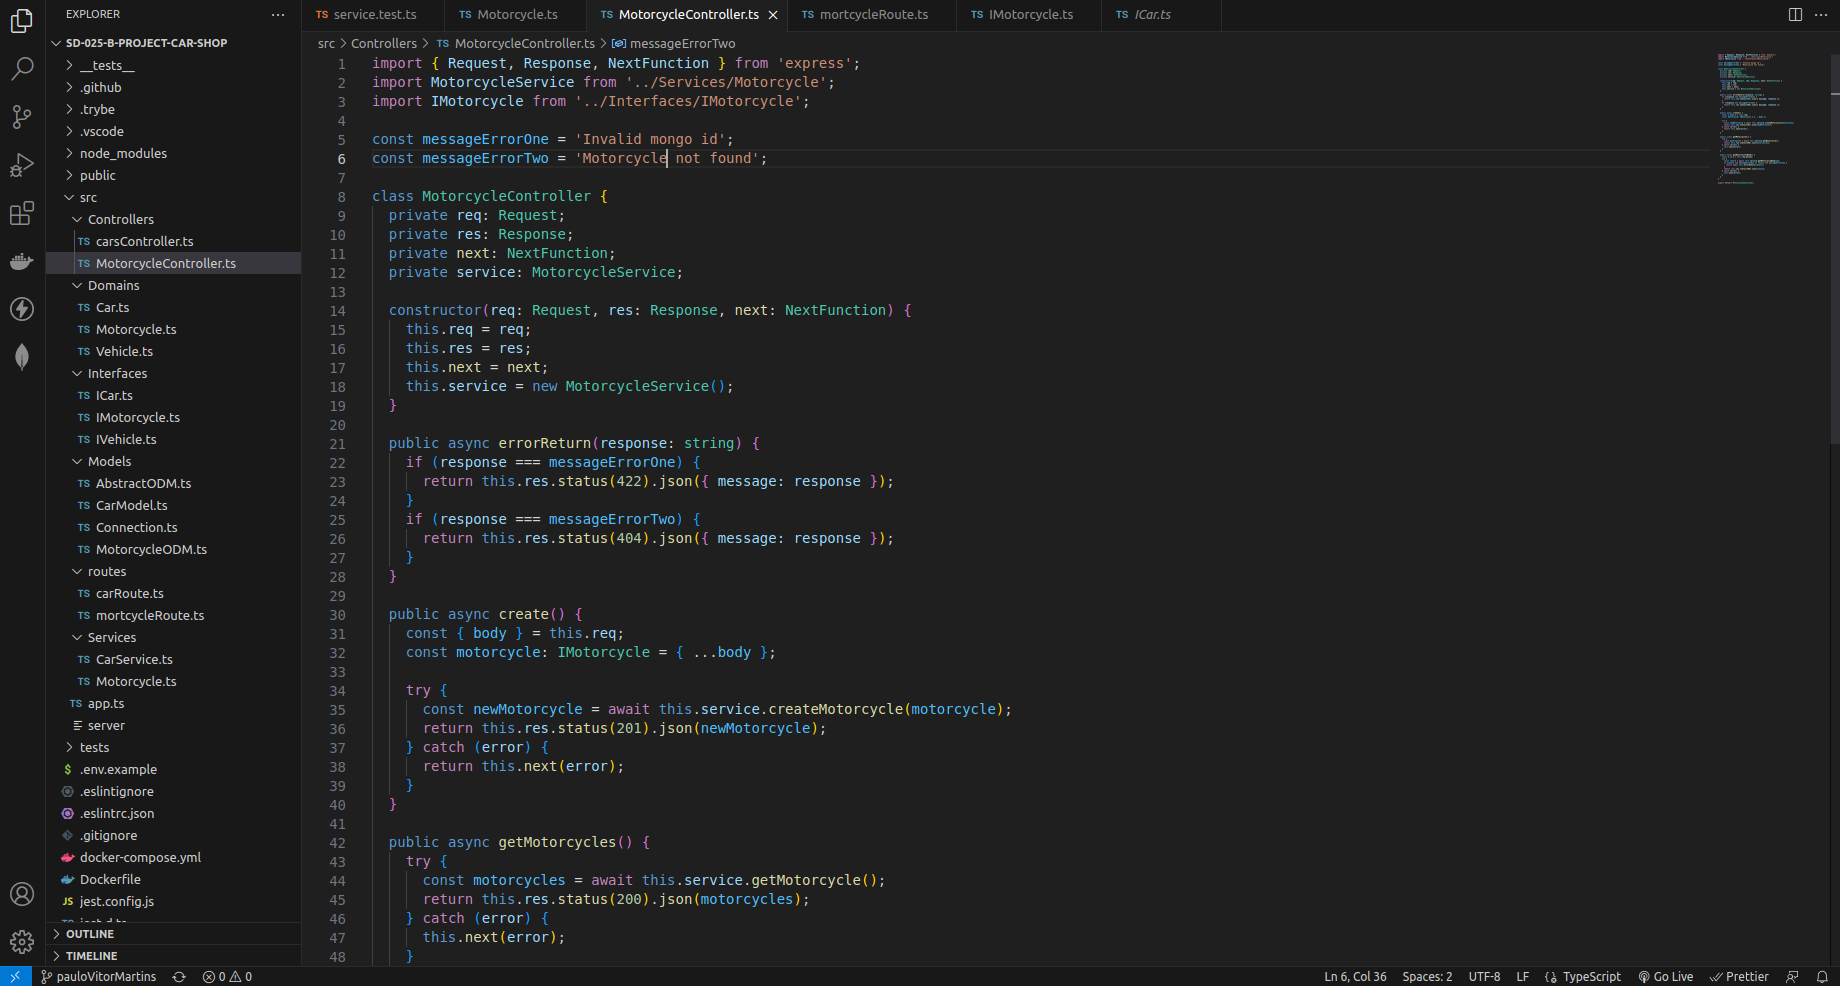 EXPLORER
SD-025-B-PROJECT-CAR-SHOP
__tests__
.github
.trybe
.vscode
node_modules
public
src
Controllers
TS carsController.ts
TS MotorcycleController.ts
Domains
TS Car.ts
TS Motorcycle.ts
TS Vehicle.ts
Interfaces
TS ICar.ts
TS IMotorcycle.ts
TS IVehicle.ts
Models
TS AbstractODM.ts
TS CarModel.ts
TS Connection.ts
TS MotorcycleODM.ts
routes
TS carRoute.ts
TS mortcycleRoute.ts
Services
TS CarService.ts
TS Motorcycle.ts
TS app.ts
server
tests
$ .env.example
.eslintignore
.eslintrc.json
.gitignore
docker-compose.yml
Dockerfile
JS jest.config.js
TS jest.d.ts
OUTLINE
TIMELINE
TS service.test.ts TS Motorcycle.ts TS MotorcycleController.ts TS mortcycleRoute.ts TS IMotorcycle.ts TS ICar.ts
src > Controllers > TS MotorcycleController.ts > messageErrorTwo
1 import { Request, Response, NextFunction } from 'express';
2 import MotorcycleService from '../Services/Motorcycle';
3 import IMotorcycle from '../Interfaces/IMotorcycle';
4
5 const messageErrorOne = 'Invalid mongo id';
6 const messageErrorTwo = 'Motorcycle not found';
7
8 class MotorcycleController {
9 private req: Request;
10 private res: Response;
11 private next: NextFunction;
12 private service: MotorcycleService;
13
14 constructor(req: Request, res: Response, next: NextFunction) {
15 this.req = req;
16 this.res = res;
17 this.next = next;
18 this.service = new MotorcycleService();
19 }
20
21 public async errorReturn(response: string) {
22 if (response === messageErrorOne) {
23 return this.res.status(422).json({ message: response });
24 }
25 if (response === messageErrorTwo) {
26 return this.res.status(404).json({ message: response });
27 }
28 }
29
30 public async create() {
31 const { body } = this.req;
32 const motorcycle: IMotorcycle = { ...body };
33
34 try {
35 const newMotorcycle = await this.service.createMotorcycle(motorcycle);
36 return this.res.status(201).json(newMotorcycle);
37 } catch (error) {
38 return this.next(error);
39 }
40 }
41
42 public async getMotorcycles() {
43 try {
44 const motorcycles = await this.service.getMotorcycle();
45 return this.res.status(200).json(motorcycles);
46 } catch (error) {
47 this.next(error);
48 }
pauloVitorMartins 0 0 Ln 6, Col 36 Spaces: 2 UTF-8 LF TypeScript Go Live Prettier